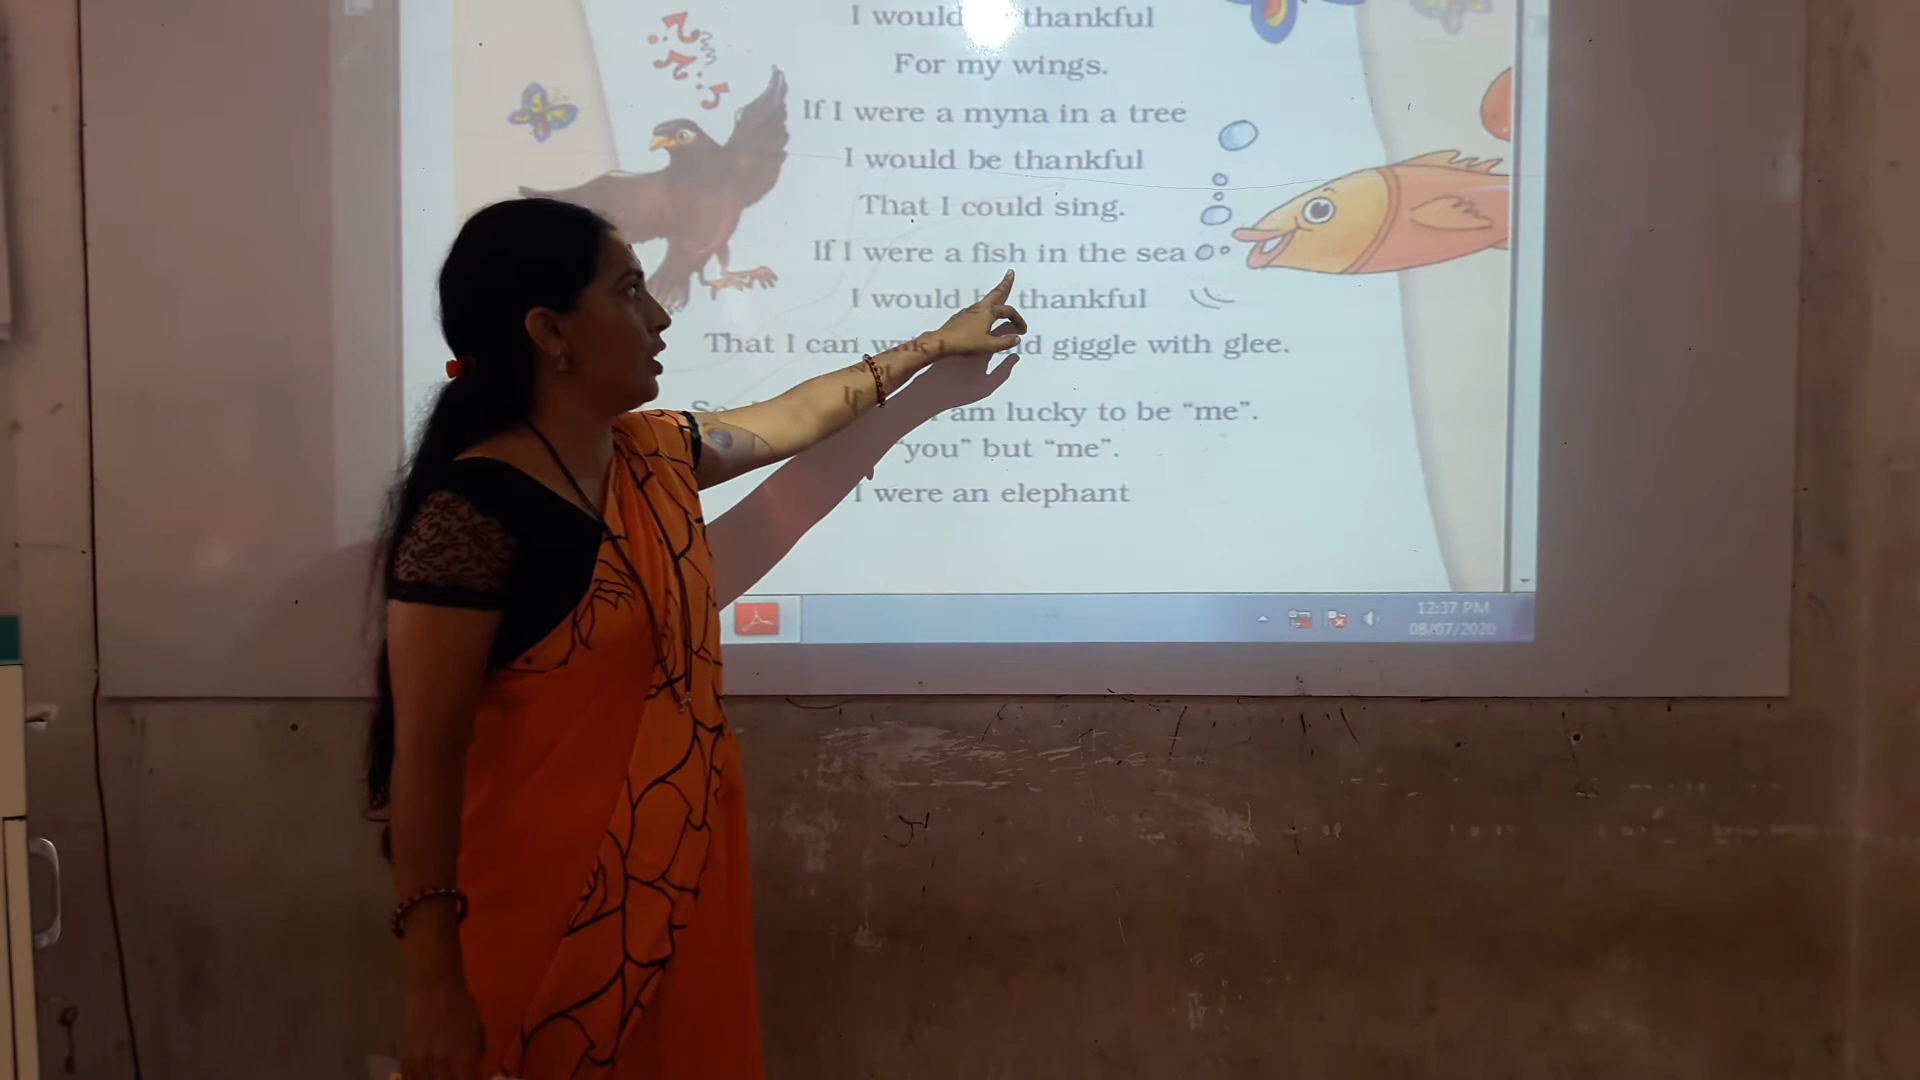 I would thankful
For my wings.
If I were a myna in a tree
I would be thankful
That I could sing.
If I were a fish in the sea
I would thankful
That I can giggle with glee.
am lucky to be “me”.
“you” but “me”.
I were an elephant
12:37 PM
08/07/2020